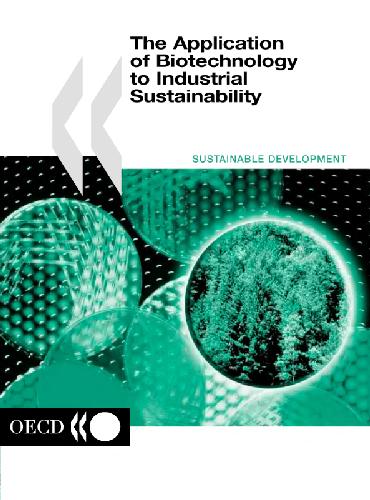 The Application
of Biotechnology
to Industrial
Sustainability
SUSTAINABLE DEVELOPMENT
OECD